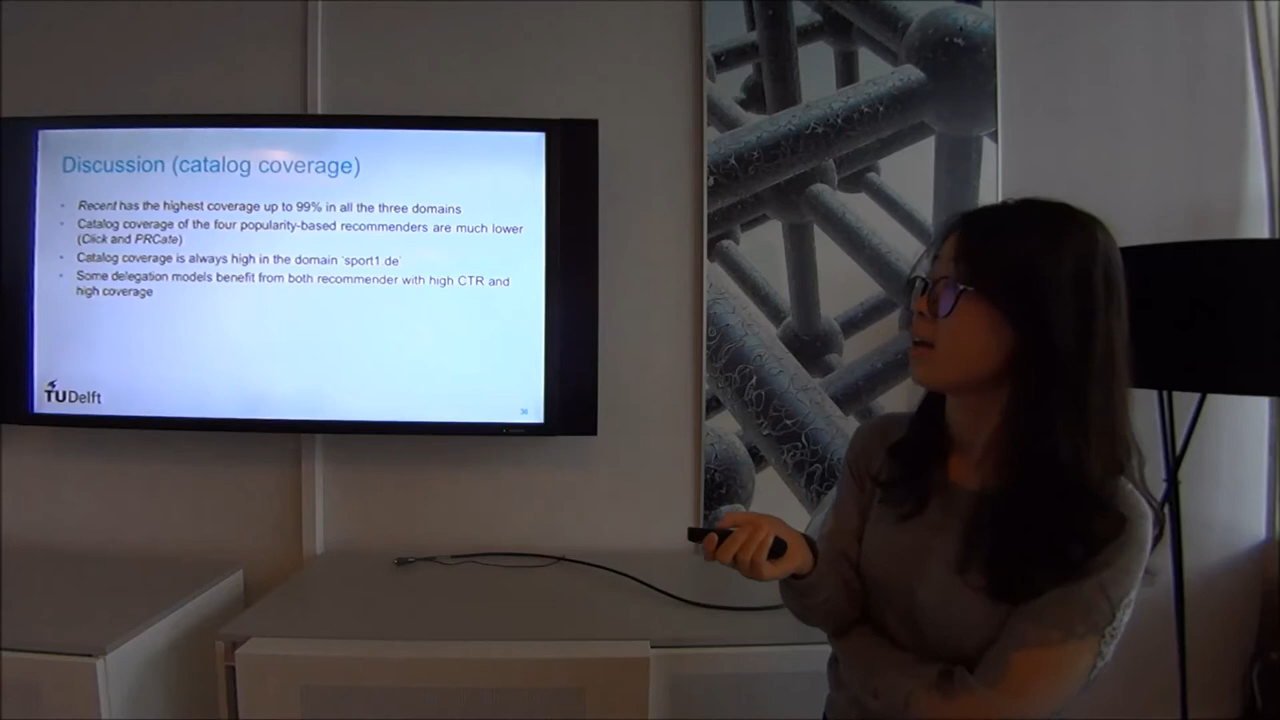 Discussion (catalog coverage)
Recent has the highest coverage up to 99% in all the three domains
Catalog coverage of the four popularity-based recommenders are much lower
(Click and PRCate)
Catalog coverage is always high in the domain 'sport1.de'
Some delegation models benefit from both recommender with high CTR and
high coverage
TUDelft
36